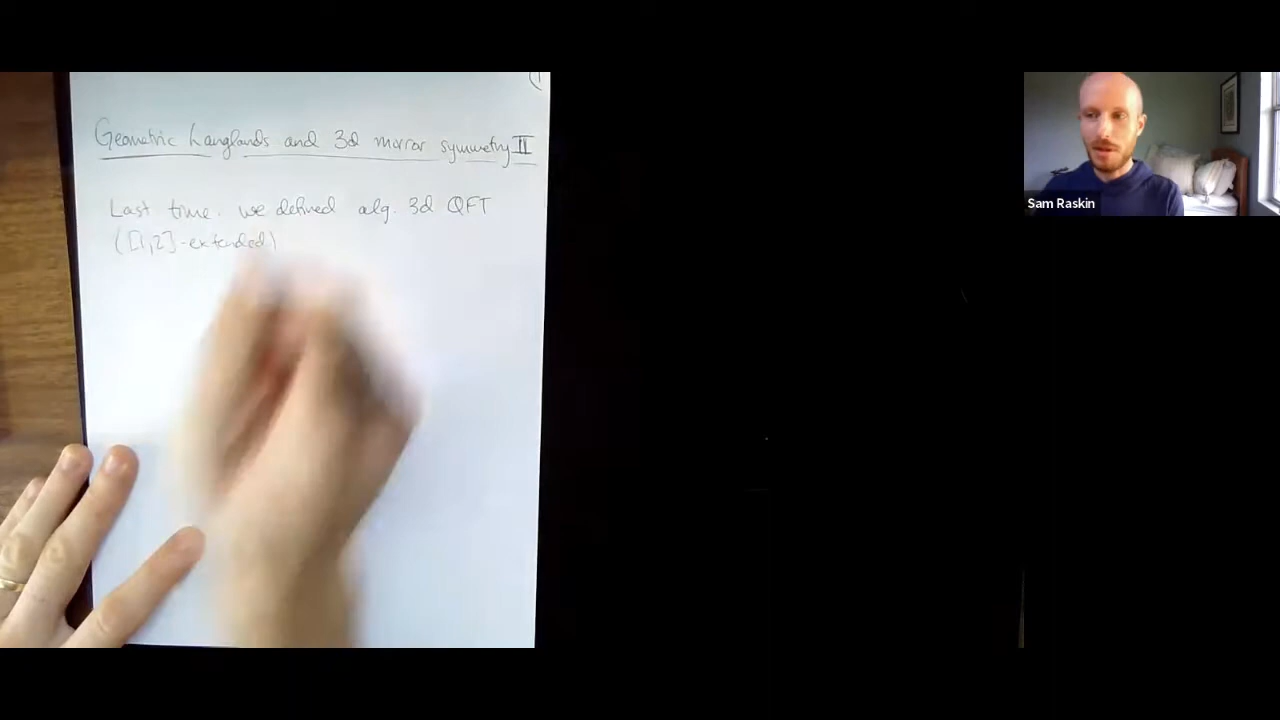 Geometric Langlands and 3d mirror symmetry II
Last time. we defined alg. 3d QFT
([1,2]-extended)
Sam Raskin